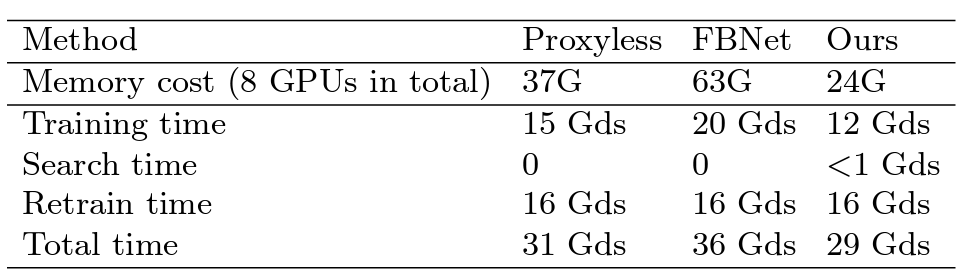 Method Proxyless FBNet Ours
Memory cost (8 GPUs in total) 37G 63G 24G
Training time 15 Gds 20 Gds 12 Gds
Search time 0 0 <1 Gds
Retrain time 16 Gds 16 Gds 16 Gds
Total time 31 Gds 36 Gds 29 Gds